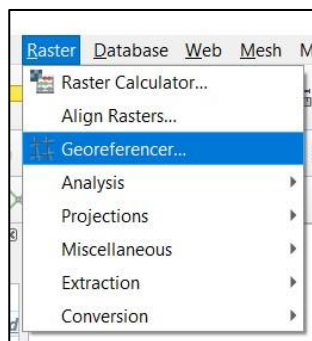 Raster Database Web Mesh M
Raster Calculator...
Align Rasters...
Georeferencer...
Analysis
Projections
Miscellaneous
Extraction
Conversion